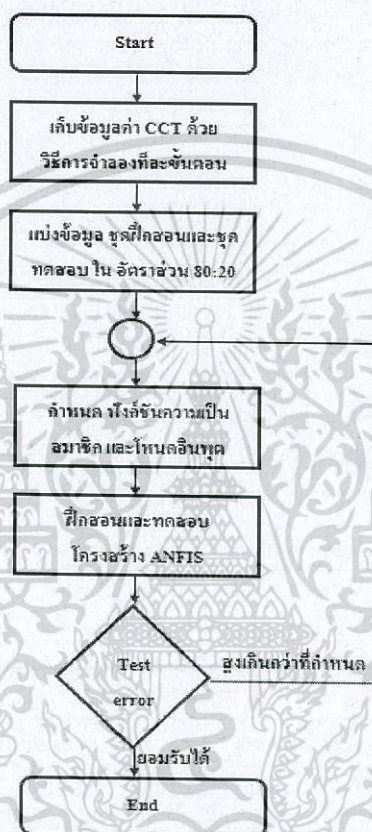 Start
เก็บข้อมูลค่า CCT ด้วย
วิธีการจำลองทีละขั้นตอน
แบ่งข้อมูล ชุดฝึกสอนและชุด
ทดสอบ ใน อัตราส่วน 80:20
กำหนด ฟังก์ชันความเป็น
สมาชิก และโหนดอินพุต
ฝึกสอนและทดสอบ
โครงสร้าง ANFIS
Test
error
สูงเกินกว่าที่กำหนด
ยอมรับได้
End